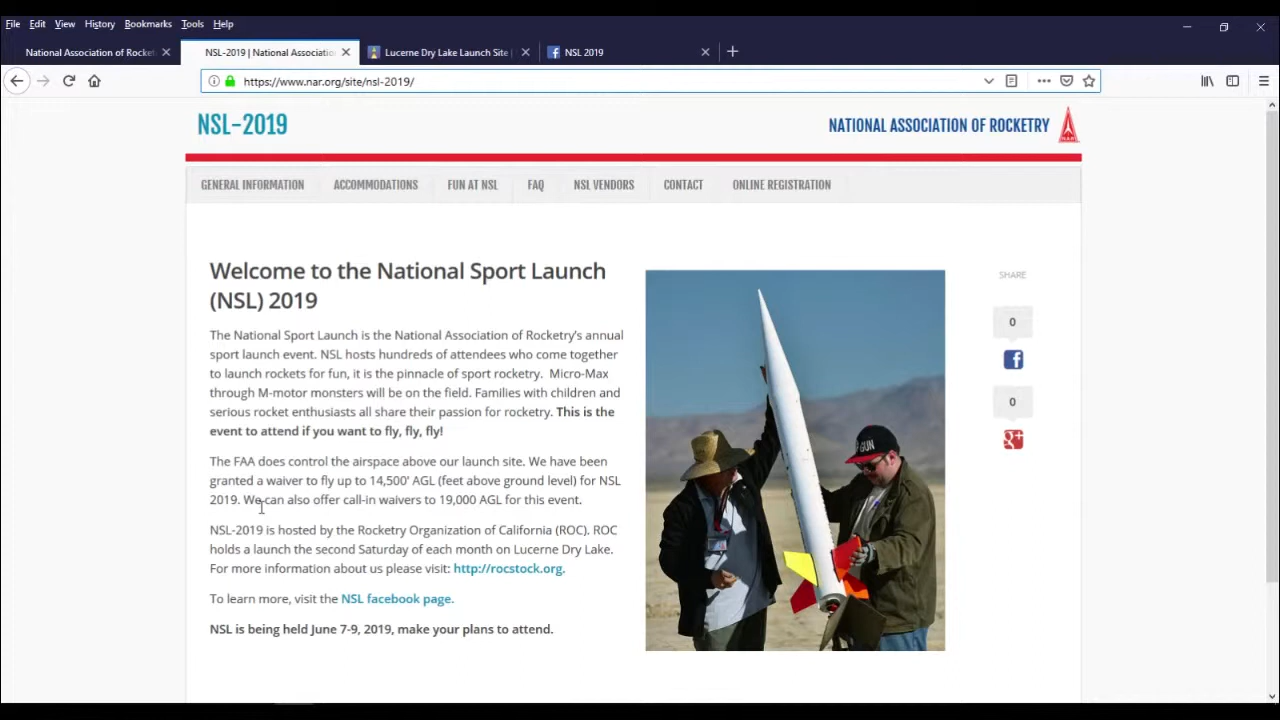 File Edit View History Bookmarks Tools Help
National Association of Rocket
NSL-2019 | National Association
Lucerne Dry Lake Launch Site |
NSL 2019
https://www.nar.org/site/nsl-2019/
NSL-2019
NATIONAL ASSOCIATION OF ROCKETRY
GENERAL INFORMATION ACCOMMODATIONS FUN AT NSL FAQ NSL VENDORS CONTACT ONLINE REGISTRATION
Welcome to the National Sport Launch
(NSL) 2019
The National Sport Launch is the National Association of Rocketry's annual
sport launch event. NSL hosts hundreds of attendees who come together
to launch rockets for fun, it is the pinnacle of sport rocketry. Micro-Max
through M-motor monsters will be on the field. Families with children and
serious rocket enthusiasts all share their passion for rocketry. This is the
event to attend if you want to fly, fly, fly!
The FAA does control the airspace above our launch site. We have been
granted a waiver to fly up to 14,500' AGL (feet above ground level) for NSL
2019. We can also offer call-in waivers to 19,000 AGL for this event.
NSL-2019 is hosted by the Rocketry Organization of California (ROC). ROC
holds a launch the second Saturday of each month on Lucerne Dry Lake.
For more information about us please visit: http://rocstock.org.
To learn more, visit the NSL facebook page.
NSL is being held June 7-9, 2019, make your plans to attend.
SHARE
0
f
0
g+
GUN